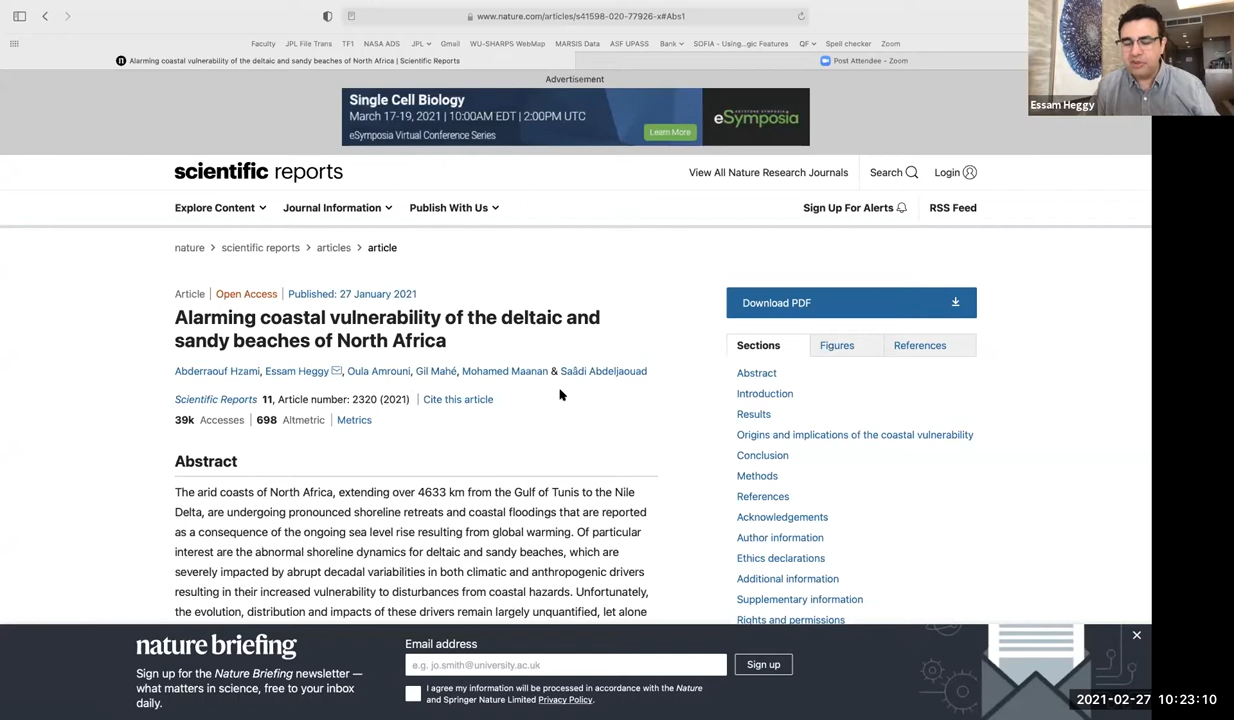 www.nature.com/articles/s41598-020-77926-x#Abs1
Faculty JPL File Trans TF1 NASA ADS JPL Gmail WU-SHARPS WebMap MARSIS Data ASF UPASS Bank SOFIA - Using...gic Features QF Spell checker Zoom
Alarming coastal vulnerability of the deltaic and sandy beaches of North Africa | Scientific Reports
Post Attendee - Zoom
Essam Heggy
Advertisement
Single Cell Biology
March 17-19, 2021 | 10:00AM EDT | 2:00PM UTC
eSymposia Virtual Conference Series
Learn More
KEYSTONE SYMPOSIA
eSymposia
scientific reports
View All Nature Research Journals Search Login
Explore Content Journal Information Publish With Us
Sign Up For Alerts RSS Feed
nature > scientific reports > articles > article
Article | Open Access | Published: 27 January 2021
Alarming coastal vulnerability of the deltaic and
sandy beaches of North Africa
Abderraouf Hzami, Essam Heggy, Oula Amrouni, Gil Mahé, Mohamed Maanan & Saâdi Abdeljaouad
Scientific Reports 11, Article number: 2320 (2021) | Cite this article
39k Accesses | 698 Altmetric | Metrics
Abstract
The arid coasts of North Africa, extending over 4633 km from the Gulf of Tunis to the Nile
Delta, are undergoing pronounced shoreline retreats and coastal floodings that are reported
as a consequence of the ongoing sea level rise resulting from global warming. Of particular
interest are the abnormal shoreline dynamics for deltaic and sandy beaches, which are
severely impacted by abrupt decadal variabilities in both climatic and anthropogenic drivers
resulting in their increased vulnerability to disturbances from coastal hazards. Unfortunately,
the evolution, distribution and impacts of these drivers remain largely unquantified, let alone
Download PDF
Sections Figures References
Abstract
Introduction
Results
Origins and implications of the coastal vulnerability
Conclusion
Methods
References
Acknowledgements
Author information
Ethics declarations
Additional information
Supplementary information
Rights and permissions
nature briefing
Sign up for the Nature Briefing newsletter —
what matters in science, free to your inbox
daily.
Email address
e.g. jo.smith@university.ac.uk
Sign up
I agree my information will be processed in accordance with the Nature
and Springer Nature Limited Privacy Policy.
2021-02-27 10:23:10